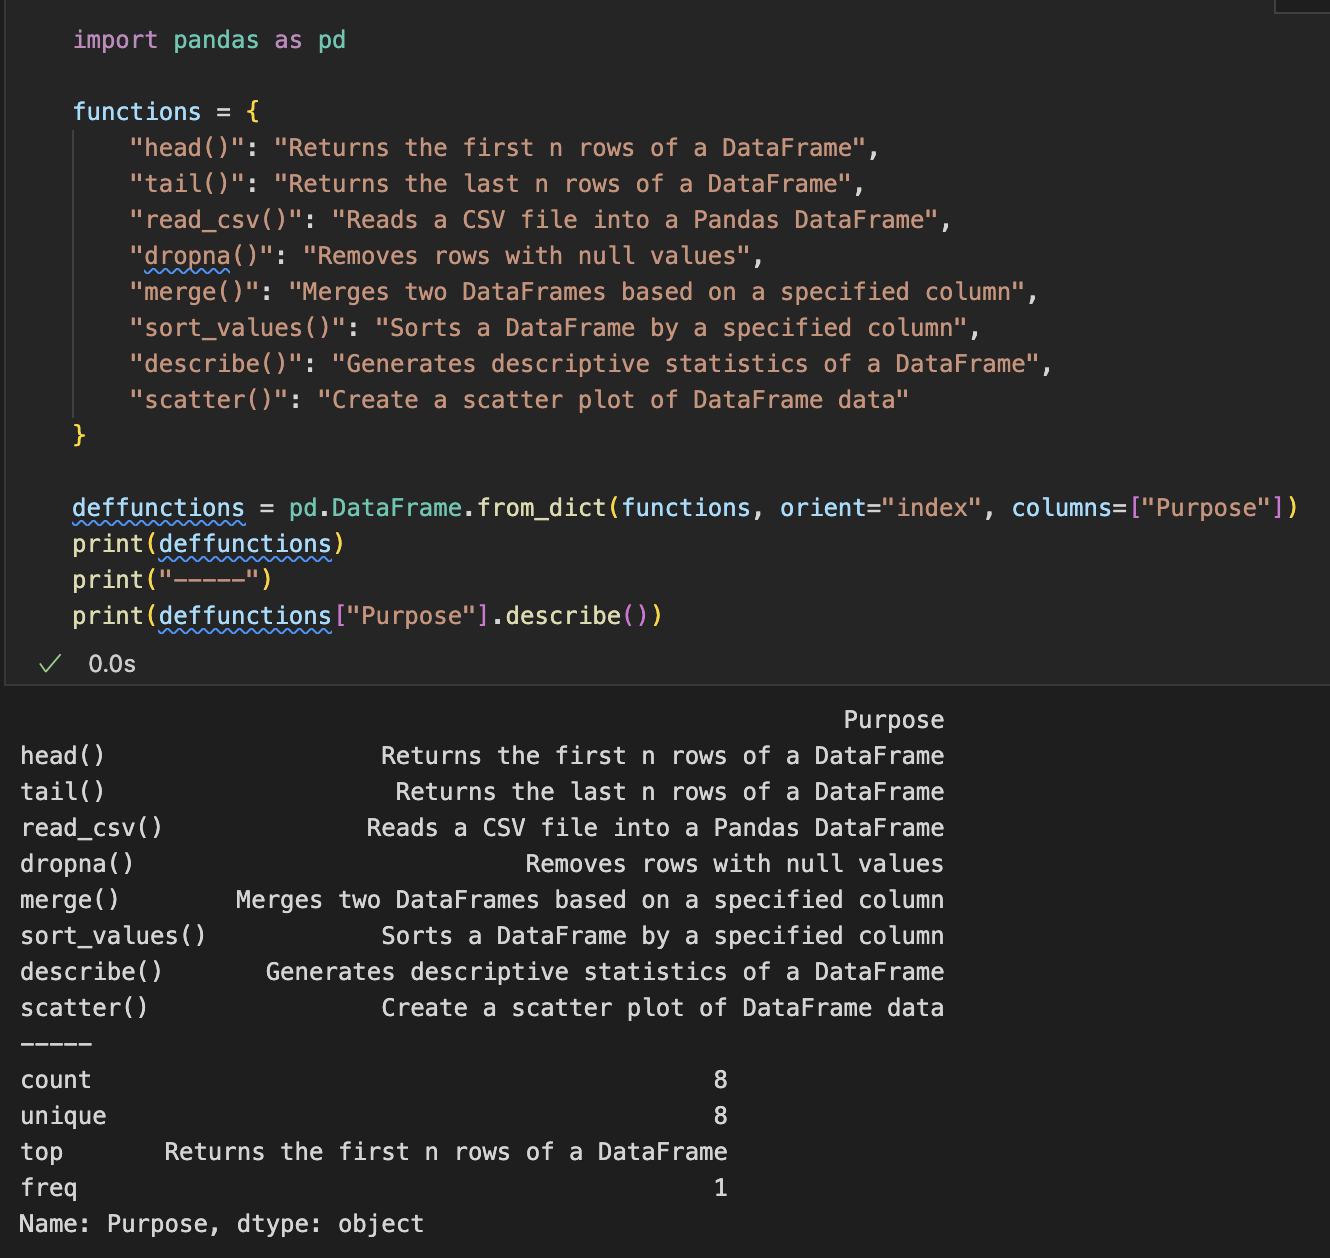 import pandas as pd
functions = {
"head()": "Returns the first n rows of a DataFrame",
"tail()": "Returns the last n rows of a DataFrame",
"read_csv()": "Reads a CSV file into a Pandas DataFrame",
"dropna()": "Removes rows with null values",
"merge()": "Merges two DataFrames based on a specified column",
"sort_values()": "Sorts a DataFrame by a specified column",
"describe()": "Generates descriptive statistics of a DataFrame",
"scatter()": "Create a scatter plot of DataFrame data"
}
deffunctions = pd.DataFrame.from_dict(functions, orient="index", columns=["Purpose"])
print(deffunctions)
print("-----")
print(deffunctions["Purpose"].describe())
✓ 0.0s
Purpose
head() Returns the first n rows of a DataFrame
tail() Returns the last n rows of a DataFrame
read_csv() Reads a CSV file into a Pandas DataFrame
dropna() Removes rows with null values
merge() Merges two DataFrames based on a specified column
sort_values() Sorts a DataFrame by a specified column
describe() Generates descriptive statistics of a DataFrame
scatter() Create a scatter plot of DataFrame data
-----
count 8
unique 8
top Returns the first n rows of a DataFrame
freq 1
Name: Purpose, dtype: object